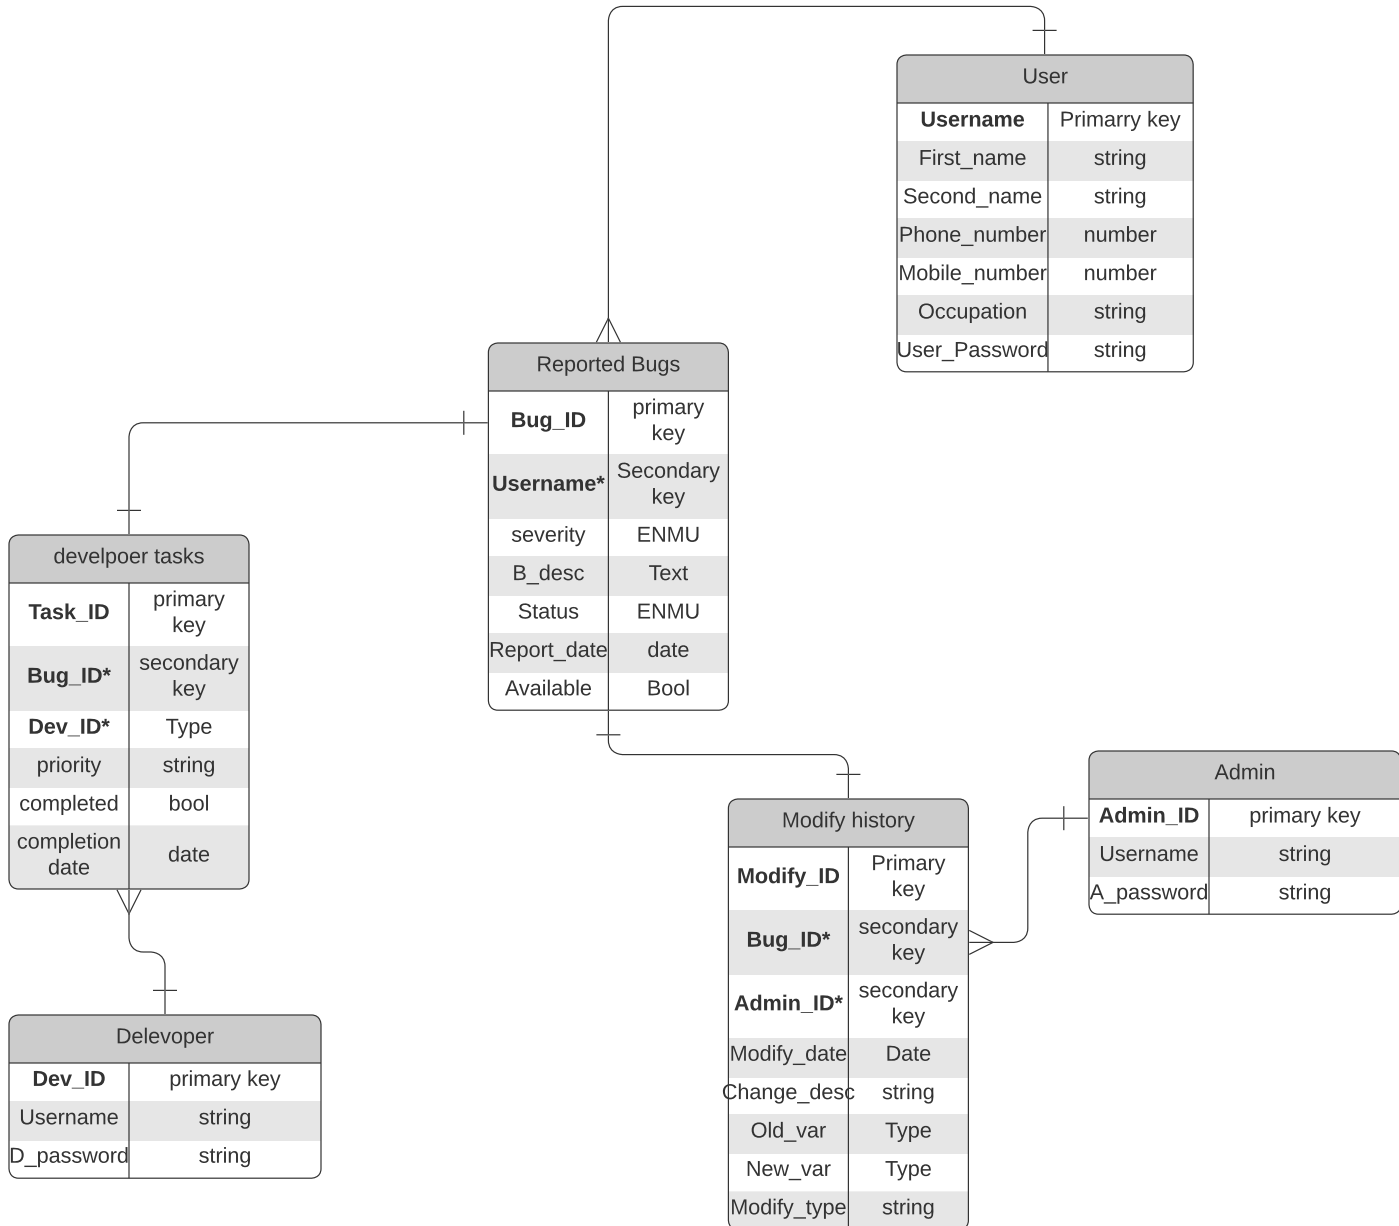 User
Username Primarry key
First_name string
Second_name string
Phone_number number
Mobile_number number
Occupation string
User_Password string
Reported Bugs
Bug_ID primary
key
Username* Secondary
key
severity ENMU
B_desc Text
Status ENMU
Report_date date
Available Bool
develpoer tasks
Task_ID primary
key
Bug_ID* secondary
key
Dev_ID* Type
priority string
completed bool
completion
date date
Admin
Admin_ID primary key
Username string
A_password string
Modify history
Modify_ID Primary
key
Bug_ID* secondary
key
Admin_ID* secondary
key
Modify_date Date
Change_desc string
Old_var Type
New_var Type
Modify_type string
Delevoper
Dev_ID primary key
Username string
D_password string